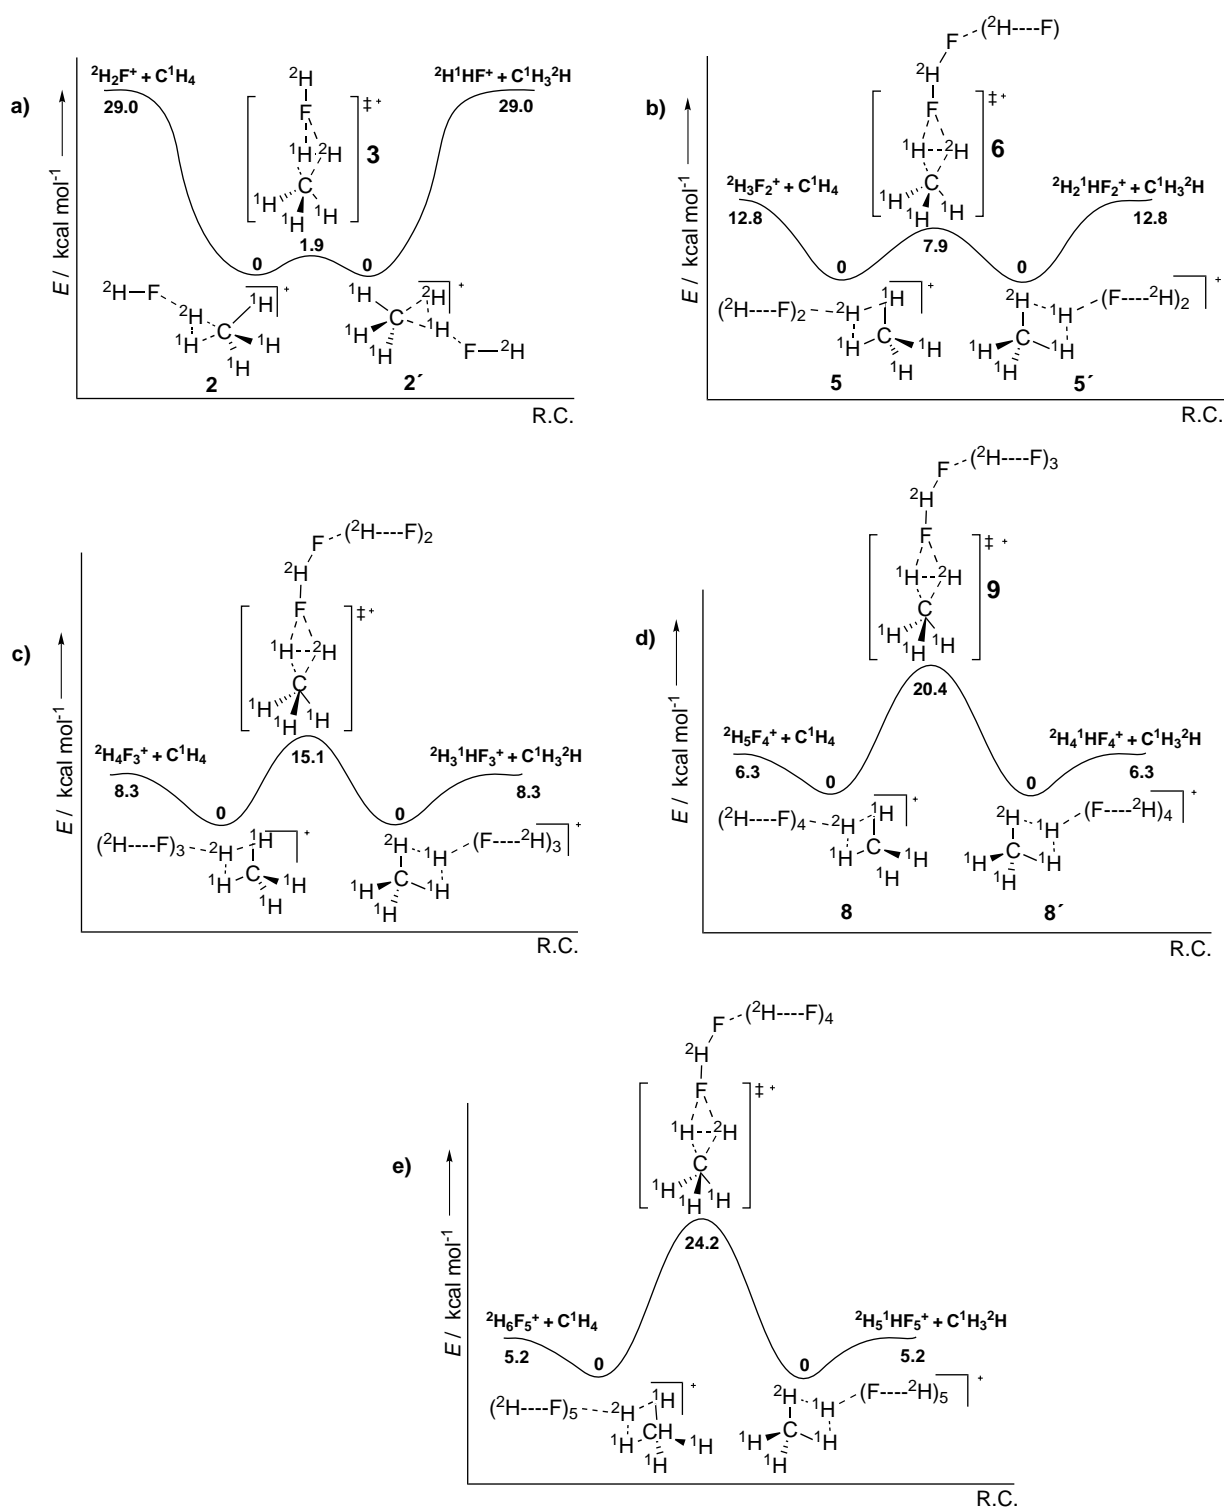 a)
E / kcal mol⁻¹
²H₂F⁺ + C¹H₄
29.0
²H
F
¹H ²H
C
¹H ¹H
¹H
‡ +
3
²H¹HF⁺ + C¹H₃²H
29.0
1.9
0
0
²H—F
²H
¹H +
¹H C ¹H
¹H
2
¹H ²H +
¹H C ¹H
¹H F—²H
2´
R.C.
b)
E / kcal mol⁻¹
F --(²H----F)
²H
F
¹H--²H
C
¹H ¹H
¹H
‡ +
6
²H₃F₂⁺ + C¹H₄
12.8
²H₂¹HF₂⁺ + C¹H₃²H
12.8
7.9
0
0
(²H----F)₂ --²H--¹H +
¹H C ¹H
¹H
5
²H--¹H --(F----²H)₂ +
¹H C ¹H
¹H
5´
R.C.
c)
E / kcal mol⁻¹
F --(²H----F)₂
²H
F
¹H--²H
C
¹H ¹H
¹H
‡ +
²H₄F₃⁺ + C¹H₄
8.3
²H₃¹HF₃⁺ + C¹H₃²H
8.3
15.1
0
0
(²H----F)₃ --²H--¹H +
¹H C ¹H
¹H
²H--¹H --(F----²H)₃ +
¹H C ¹H
¹H
R.C.
d)
E / kcal mol⁻¹
F --(²H----F)₃
²H
F
¹H--²H
C
¹H ¹H
¹H
‡ +
9
²H₅F₄⁺ + C¹H₄
6.3
²H₄¹HF₄⁺ + C¹H₃²H
6.3
20.4
0
0
(²H----F)₄ --²H--¹H +
¹H C ¹H
¹H
8
²H--¹H --(F----²H)₄ +
¹H C ¹H
¹H
8´
R.C.
e)
E / kcal mol⁻¹
F --(²H----F)₄
²H
F
¹H--²H
C
¹H ¹H
¹H
‡ +
²H₆F₅⁺ + C¹H₄
5.2
²H₅¹HF₅⁺ + C¹H₃²H
5.2
24.2
0
0
(²H----F)₅ ----²H--¹H +
¹H CH ¹H
¹H
²H--¹H --(F----²H)₅ +
¹H C ¹H
¹H
R.C.